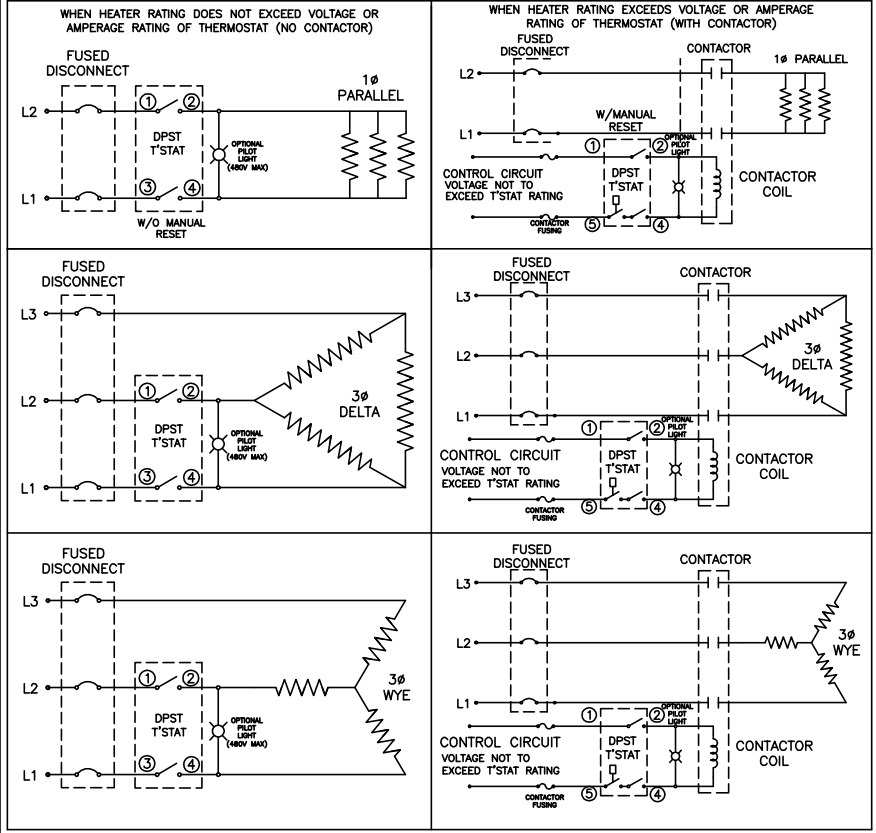 WHEN HEATER RATING DOES NOT EXCEED VOLTAGE OR
AMPERAGE RATING OF THERMOSTAT (NO CONTACTOR)
FUSED
DISCONNECT
1ø
PARALLEL
L2
1 2
DPST
T'STAT
OPTIONAL
PILOT
LIGHT
(480V MAX)
3 4
L1
W/O MANUAL
RESET
WHEN HEATER RATING EXCEEDS VOLTAGE OR AMPERAGE
RATING OF THERMOSTAT (WITH CONTACTOR)
FUSED
DISCONNECT
CONTACTOR
1ø PARALLEL
L2
W/MANUAL
RESET
L1
1 2
OPTIONAL
PILOT
LIGHT
CONTROL CIRCUIT
VOLTAGE NOT TO
EXCEED T'STAT RATING
DPST
T'STAT
CONTACTOR
COIL
CONTACTOR
FUSING
5 4
FUSED
DISCONNECT
L3
L2
1 2
3ø
DELTA
DPST
T'STAT
OPTIONAL
PILOT
LIGHT
(480V MAX)
3 4
L1
FUSED
DISCONNECT
CONTACTOR
L3
L2
3ø
DELTA
L1
1 2
OPTIONAL
PILOT
LIGHT
CONTROL CIRCUIT
VOLTAGE NOT TO
EXCEED T'STAT RATING
DPST
T'STAT
CONTACTOR
COIL
CONTACTOR
FUSING
5 4
FUSED
DISCONNECT
L3
L2
1 2
3ø
WYE
DPST
T'STAT
OPTIONAL
PILOT
LIGHT
(480V MAX)
3 4
L1
FUSED
DISCONNECT
CONTACTOR
L3
L2
3ø
WYE
L1
1 2
OPTIONAL
PILOT
LIGHT
CONTROL CIRCUIT
VOLTAGE NOT TO
EXCEED T'STAT RATING
DPST
T'STAT
CONTACTOR
COIL
CONTACTOR
FUSING
5 4